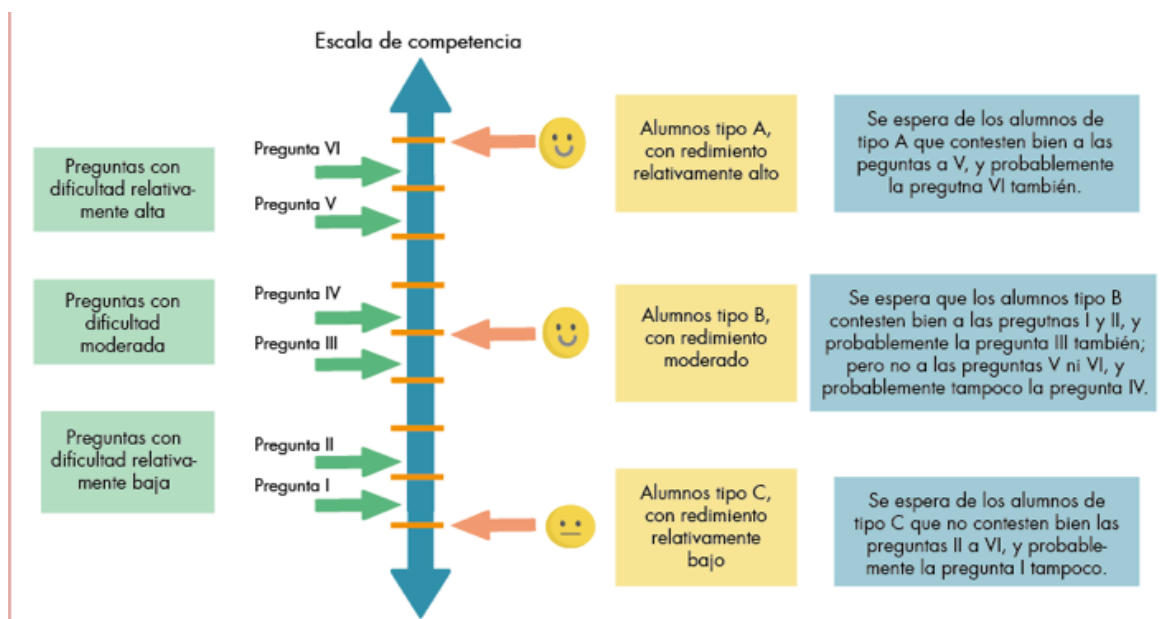 Escala de competencia
Preguntas con
dificultad relativa-
mente alta
Pregunta VI
Pregunta V
Alumnos tipo A,
con redimiento
relativamente alto
Se espera de los alumnos de
tipo A que contesten bien a las
peguntas a V, y probablemente
la pregutna VI también.
Preguntas con
dificultad
moderada
Pregunta IV
Pregunta III
Alumnos tipo B,
con redimiento
moderado
Se espera que los alumnos tipo B
contesten bien a las pregutnas I y II, y
probablemente la pregunta III también;
pero no a las preguntas V ni VI, y
probablemente tampoco la pregunta IV.
Preguntas con
dificultad relativa-
mente baja
Pregunta II
Pregunta I
Alumnos tipo C,
con redimiento
relativamente
bajo
Se espera de los alumnos de
tipo C que no contesten bien las
preguntas II a VI, y probable-
mente la pregunta I tampoco.